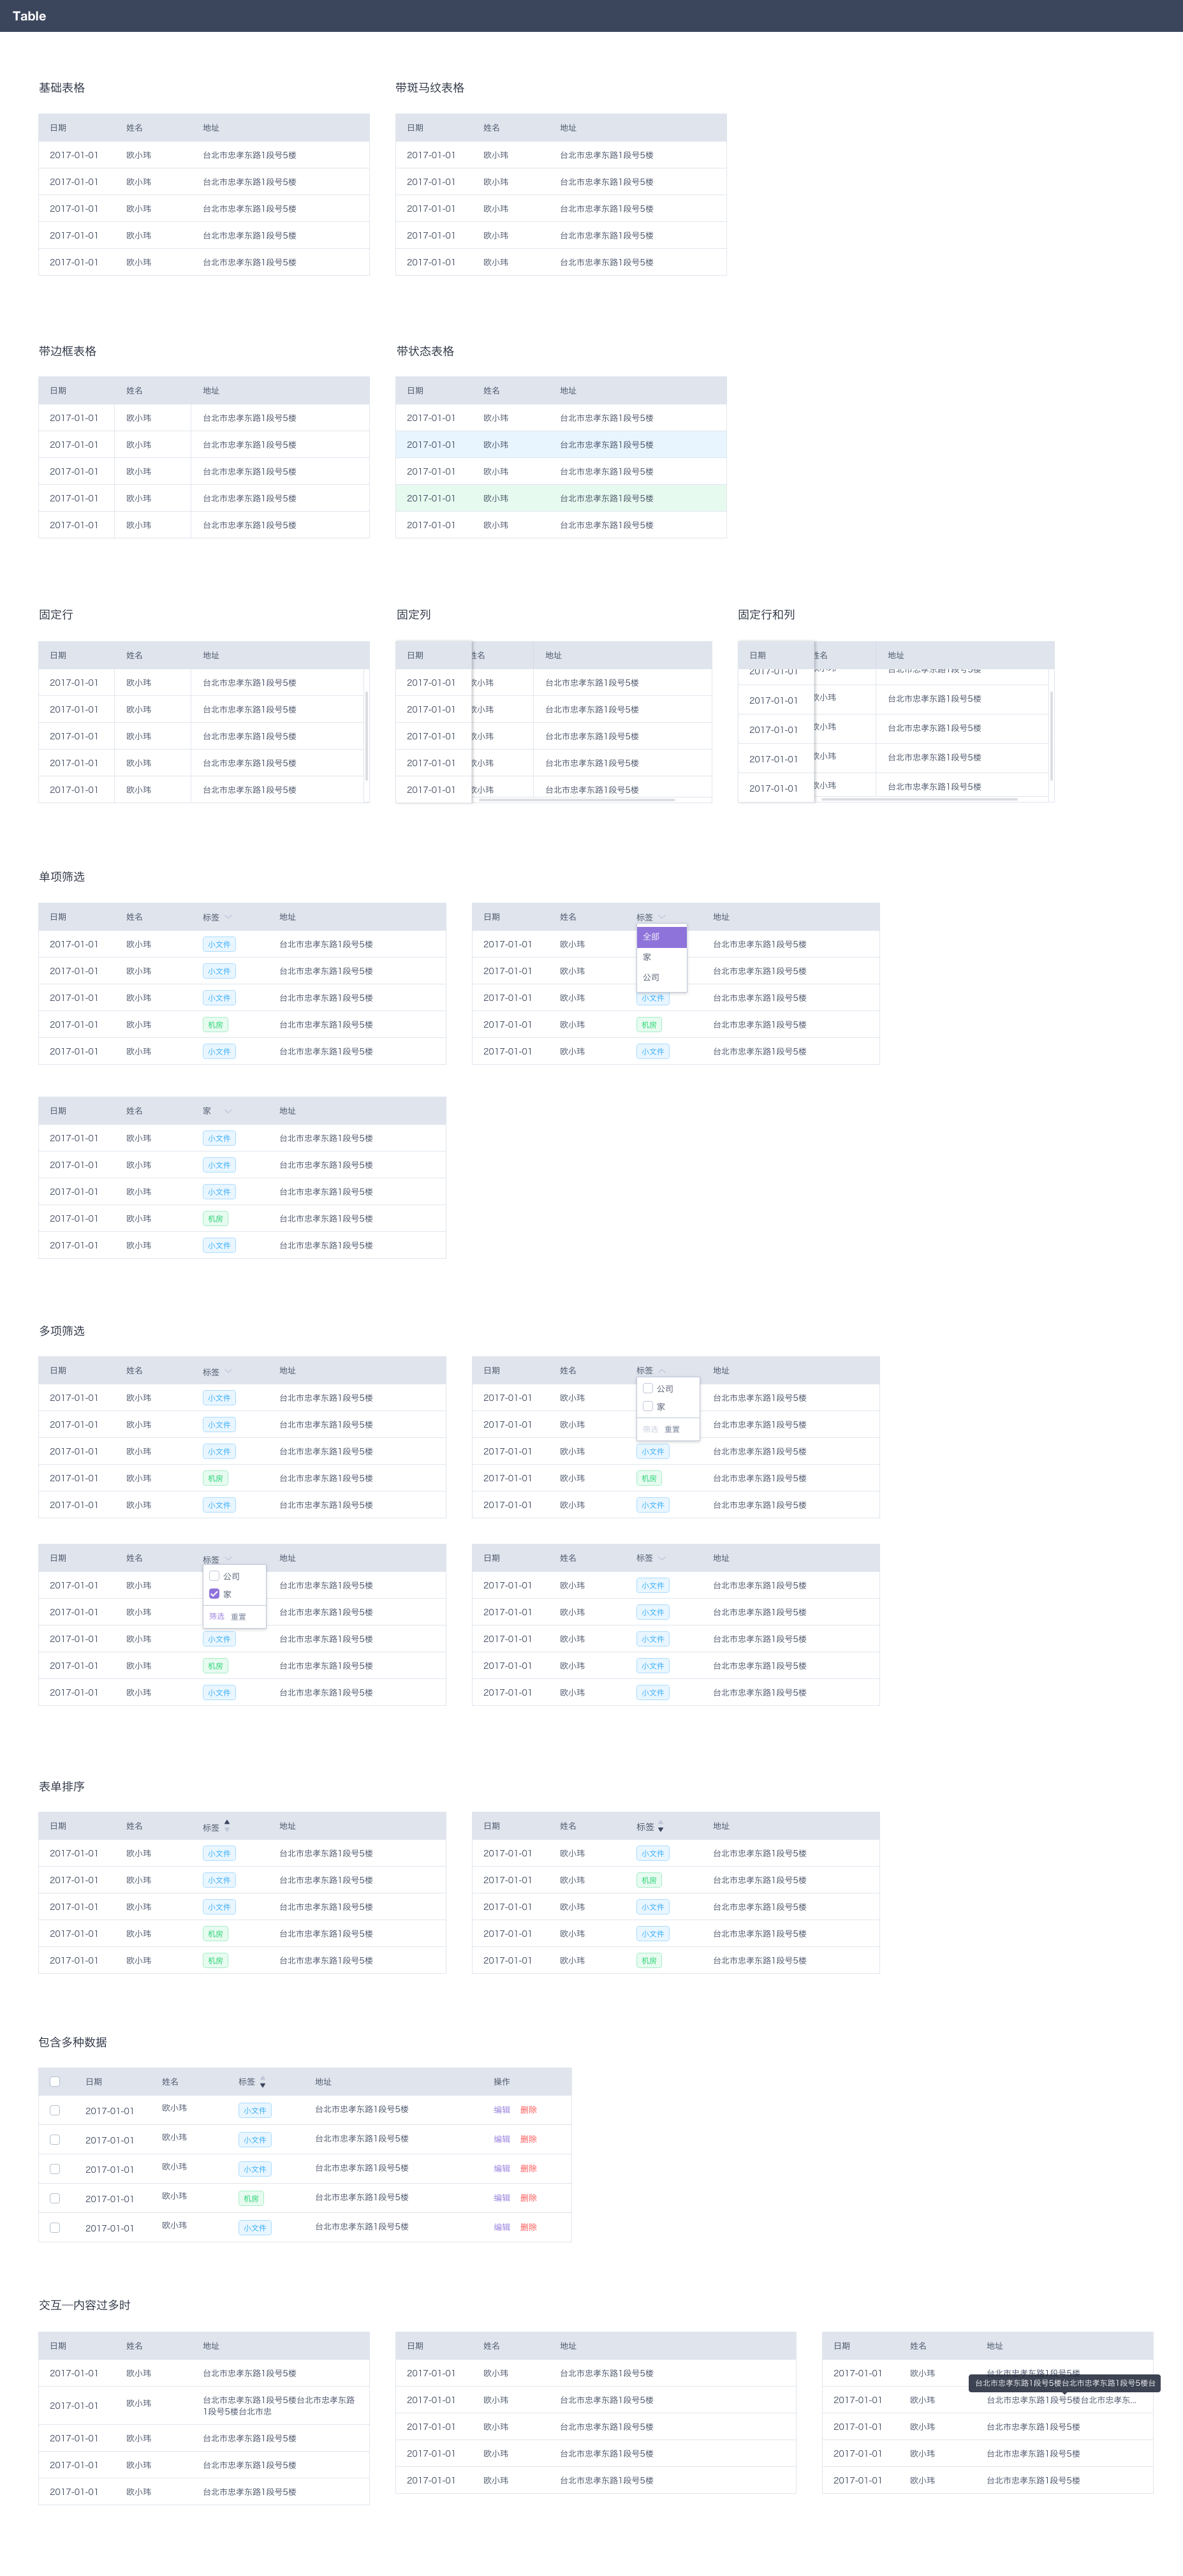 Table
基础表格 带斑马纹表格
日期 姓名 地址 日期 姓名 地址
2017-01-01 欧小玮 台北市忠孝东路1段号5楼 2017-01-01 欧小玮 台北市忠孝东路1段号5楼
2017-01-01 欧小玮 台北市忠孝东路1段号5楼 2017-01-01 欧小玮 台北市忠孝东路1段号5楼
2017-01-01 欧小玮 台北市忠孝东路1段号5楼 2017-01-01 欧小玮 台北市忠孝东路1段号5楼
2017-01-01 欧小玮 台北市忠孝东路1段号5楼 2017-01-01 欧小玮 台北市忠孝东路1段号5楼
2017-01-01 欧小玮 台北市忠孝东路1段号5楼 2017-01-01 欧小玮 台北市忠孝东路1段号5楼
带边框表格 带状态表格
日期 姓名 地址 日期 姓名 地址
2017-01-01 欧小玮 台北市忠孝东路1段号5楼 2017-01-01 欧小玮 台北市忠孝东路1段号5楼
2017-01-01 欧小玮 台北市忠孝东路1段号5楼 2017-01-01 欧小玮 台北市忠孝东路1段号5楼
2017-01-01 欧小玮 台北市忠孝东路1段号5楼 2017-01-01 欧小玮 台北市忠孝东路1段号5楼
2017-01-01 欧小玮 台北市忠孝东路1段号5楼 2017-01-01 欧小玮 台北市忠孝东路1段号5楼
2017-01-01 欧小玮 台北市忠孝东路1段号5楼 2017-01-01 欧小玮 台北市忠孝东路1段号5楼
固定行 固定列 固定行和列
日期 姓名 地址 日期 姓名 地址 日期 姓名 地址
2017-01-01 欧小玮 台北市忠孝东路1段号5楼 2017-01-01 欧小玮 台北市忠孝东路1段号5楼 2017-01-01 台北市忠孝东路1段号5楼
2017-01-01 欧小玮 台北市忠孝东路1段号5楼 2017-01-01 欧小玮 台北市忠孝东路1段号5楼 2017-01-01 欧小玮 台北市忠孝东路1段号5楼
2017-01-01 欧小玮 台北市忠孝东路1段号5楼 2017-01-01 欧小玮 台北市忠孝东路1段号5楼 2017-01-01 欧小玮 台北市忠孝东路1段号5楼
2017-01-01 欧小玮 台北市忠孝东路1段号5楼 2017-01-01 欧小玮 台北市忠孝东路1段号5楼 2017-01-01 欧小玮 台北市忠孝东路1段号5楼
2017-01-01 欧小玮 台北市忠孝东路1段号5楼 2017-01-01 欧小玮 台北市忠孝东路1段号5楼 2017-01-01 欧小玮 台北市忠孝东路1段号5楼
单项筛选
日期 姓名 标签 地址 日期 姓名 标签 地址
2017-01-01 欧小玮 小文件 台北市忠孝东路1段号5楼 2017-01-01 欧小玮 全部 台北市忠孝东路1段号5楼
2017-01-01 欧小玮 小文件 台北市忠孝东路1段号5楼 2017-01-01 欧小玮 家 台北市忠孝东路1段号5楼
公司
2017-01-01 欧小玮 小文件 台北市忠孝东路1段号5楼 2017-01-01 欧小玮 小文件 台北市忠孝东路1段号5楼
2017-01-01 欧小玮 机房 台北市忠孝东路1段号5楼 2017-01-01 欧小玮 机房 台北市忠孝东路1段号5楼
2017-01-01 欧小玮 小文件 台北市忠孝东路1段号5楼 2017-01-01 欧小玮 小文件 台北市忠孝东路1段号5楼
日期 姓名 家 地址
2017-01-01 欧小玮 小文件 台北市忠孝东路1段号5楼
2017-01-01 欧小玮 小文件 台北市忠孝东路1段号5楼
2017-01-01 欧小玮 小文件 台北市忠孝东路1段号5楼
2017-01-01 欧小玮 机房 台北市忠孝东路1段号5楼
2017-01-01 欧小玮 小文件 台北市忠孝东路1段号5楼
多项筛选
日期 姓名 标签 地址 日期 姓名 标签 地址
2017-01-01 欧小玮 小文件 台北市忠孝东路1段号5楼 2017-01-01 欧小玮 公司 台北市忠孝东路1段号5楼
家
2017-01-01 欧小玮 小文件 台北市忠孝东路1段号5楼 2017-01-01 欧小玮 筛选 重置 台北市忠孝东路1段号5楼
2017-01-01 欧小玮 小文件 台北市忠孝东路1段号5楼 2017-01-01 欧小玮 小文件 台北市忠孝东路1段号5楼
2017-01-01 欧小玮 机房 台北市忠孝东路1段号5楼 2017-01-01 欧小玮 机房 台北市忠孝东路1段号5楼
2017-01-01 欧小玮 小文件 台北市忠孝东路1段号5楼 2017-01-01 欧小玮 小文件 台北市忠孝东路1段号5楼
日期 姓名 标签 地址 日期 姓名 标签 地址
2017-01-01 欧小玮 公司 台北市忠孝东路1段号5楼 2017-01-01 欧小玮 小文件 台北市忠孝东路1段号5楼
家
2017-01-01 欧小玮 筛选 重置 台北市忠孝东路1段号5楼 2017-01-01 欧小玮 小文件 台北市忠孝东路1段号5楼
2017-01-01 欧小玮 小文件 台北市忠孝东路1段号5楼 2017-01-01 欧小玮 小文件 台北市忠孝东路1段号5楼
2017-01-01 欧小玮 机房 台北市忠孝东路1段号5楼 2017-01-01 欧小玮 小文件 台北市忠孝东路1段号5楼
2017-01-01 欧小玮 小文件 台北市忠孝东路1段号5楼 2017-01-01 欧小玮 小文件 台北市忠孝东路1段号5楼
表单排序
日期 姓名 标签 地址 日期 姓名 标签 地址
2017-01-01 欧小玮 小文件 台北市忠孝东路1段号5楼 2017-01-01 欧小玮 小文件 台北市忠孝东路1段号5楼
2017-01-01 欧小玮 小文件 台北市忠孝东路1段号5楼 2017-01-01 欧小玮 机房 台北市忠孝东路1段号5楼
2017-01-01 欧小玮 小文件 台北市忠孝东路1段号5楼 2017-01-01 欧小玮 小文件 台北市忠孝东路1段号5楼
2017-01-01 欧小玮 机房 台北市忠孝东路1段号5楼 2017-01-01 欧小玮 小文件 台北市忠孝东路1段号5楼
2017-01-01 欧小玮 机房 台北市忠孝东路1段号5楼 2017-01-01 欧小玮 机房 台北市忠孝东路1段号5楼
包含多种数据
日期 姓名 标签 地址 操作
2017-01-01 欧小玮 小文件 台北市忠孝东路1段号5楼 编辑 删除
2017-01-01 欧小玮 小文件 台北市忠孝东路1段号5楼 编辑 删除
2017-01-01 欧小玮 小文件 台北市忠孝东路1段号5楼 编辑 删除
2017-01-01 欧小玮 机房 台北市忠孝东路1段号5楼 编辑 删除
2017-01-01 欧小玮 小文件 台北市忠孝东路1段号5楼 编辑 删除
交互—内容过多时
日期 姓名 地址 日期 姓名 地址 日期 姓名 地址
2017-01-01 欧小玮 台北市忠孝东路1段号5楼 2017-01-01 欧小玮 台北市忠孝东路1段号5楼 2017-01-01 欧小玮 台北市忠孝东路1段号5楼
台北市忠孝东路1段号5楼台北市忠孝东路1段号5楼台
2017-01-01 欧小玮 台北市忠孝东路1段号5楼台北市忠孝东路 2017-01-01 欧小玮 台北市忠孝东路1段号5楼 2017-01-01 欧小玮 台北市忠孝东路1段号5楼台北市忠孝东...
1段号5楼台北市忠
2017-01-01 欧小玮 台北市忠孝东路1段号5楼 2017-01-01 欧小玮 台北市忠孝东路1段号5楼 2017-01-01 欧小玮 台北市忠孝东路1段号5楼
2017-01-01 欧小玮 台北市忠孝东路1段号5楼 2017-01-01 欧小玮 台北市忠孝东路1段号5楼 2017-01-01 欧小玮 台北市忠孝东路1段号5楼
2017-01-01 欧小玮 台北市忠孝东路1段号5楼 2017-01-01 欧小玮 台北市忠孝东路1段号5楼 2017-01-01 欧小玮 台北市忠孝东路1段号5楼